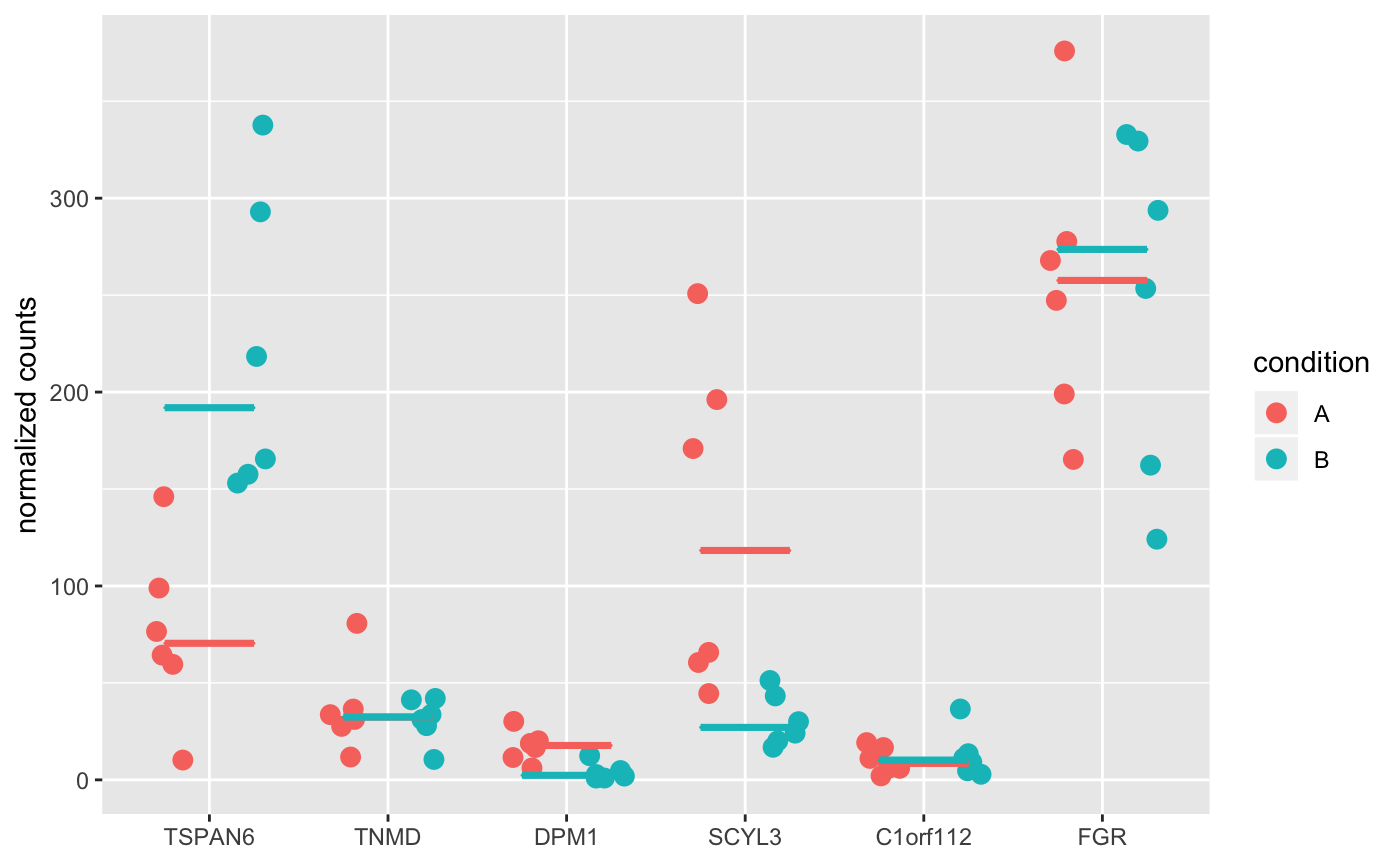 normalized counts
300
200
100
0
TSPAN6 TNMD DPM1 SCYL3 C1orf112 FGR
condition
A
B